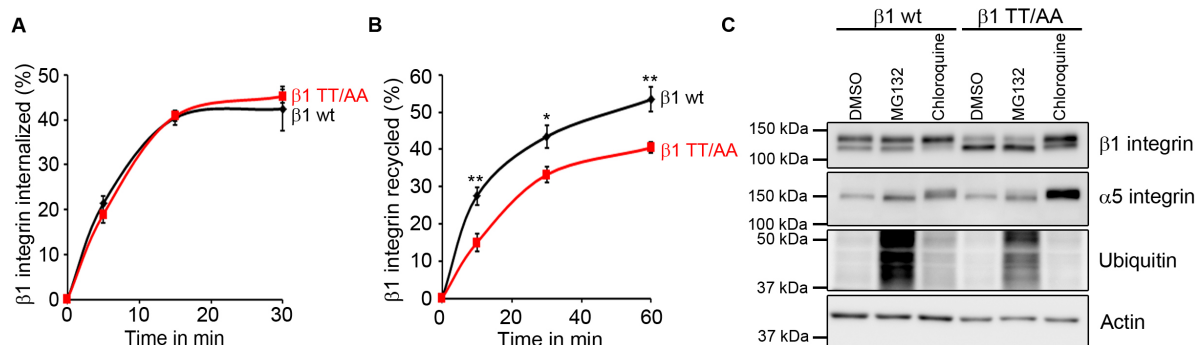 A
β1 integrin internalized (%)
50
40
30
20
10
0
0
10
20
30
Time in min
β1 TT/AA
β1 wt
B
β1 integrin recycled (%)
60
50
40
30
20
10
0
0
20
40
60
Time in min
**
*
**
β1 wt
β1 TT/AA
C
β1 wt
β1 TT/AA
DMSO
MG132
Chloroquine
DMSO
MG132
Chloroquine
150 kDa
100 kDa
β1 integrin
150 kDa
100 kDa
α5 integrin
50 kDa
37 kDa
Ubiquitin
37 kDa
Actin